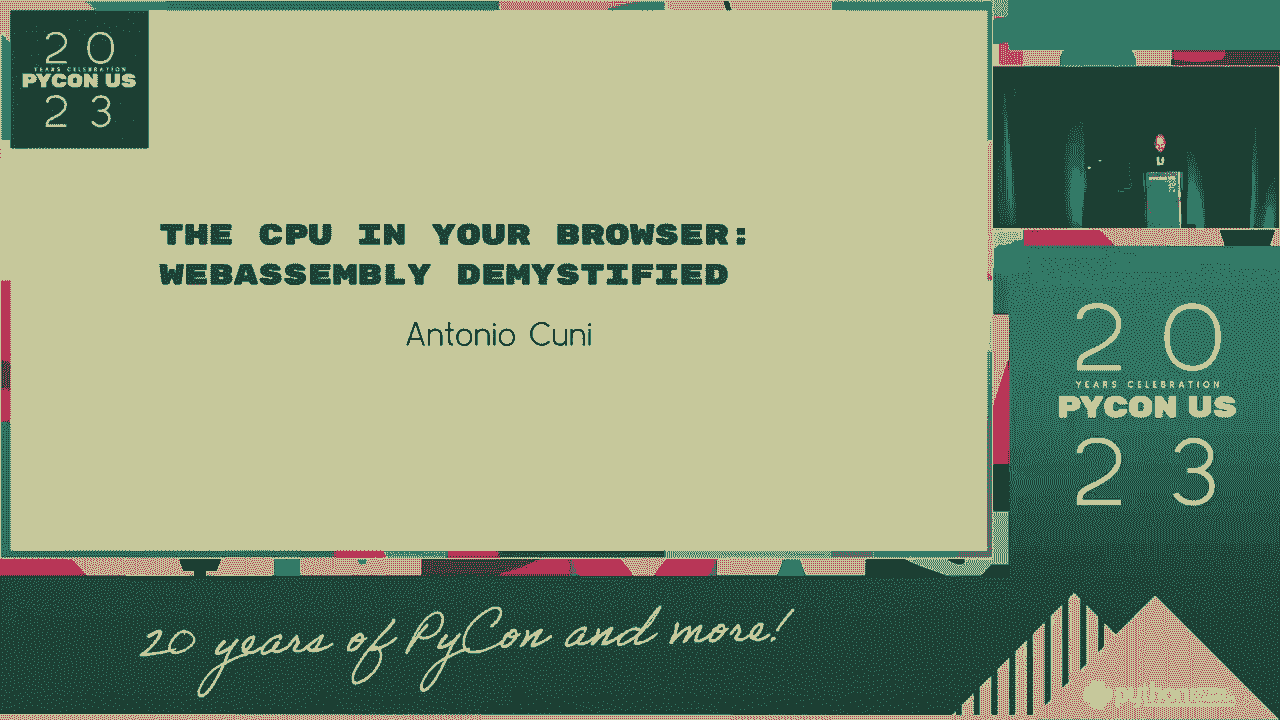 20
YEARS CELEBRATION
PYCON US
23
THE CPU IN YOUR BROWSER:
WEBASSEMBLY DEMYSTIFIED
Antonio Cuni
20
YEARS CELEBRATION
PYCON US
23
20 years of PyCon and more!